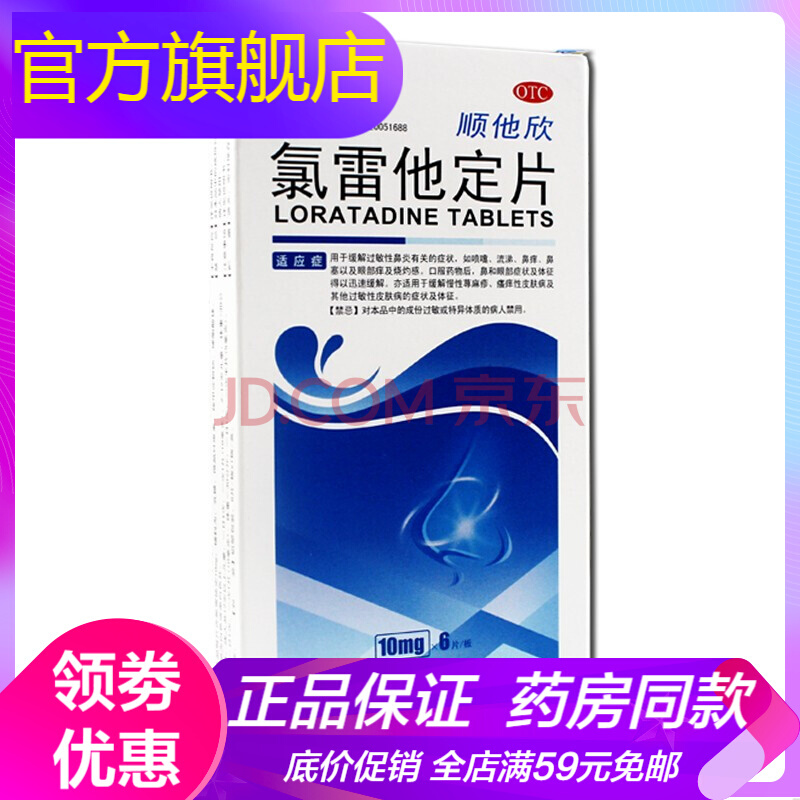 官方旗舰店
OTC
0051688
顺他欣
氯雷他定片
LORATADINE TABLETS
适应症
用于缓解过敏性鼻炎有关的症状，如喷嚏、流涕、鼻痒、鼻
塞以及眼部痒及烧灼感。口服药物后，鼻和眼部症状及体征
得以迅速缓解。亦适用于缓解慢性荨麻疹、瘙痒性皮肤病及
其他过敏性皮肤病的症状及体征。
【禁忌】对本品中的成份过敏或特异体质的病人禁用。
JD.COM 京东
10mg×6片/板
领劵
优惠
正品保证 药房同款
底价促销 全店满59元免邮